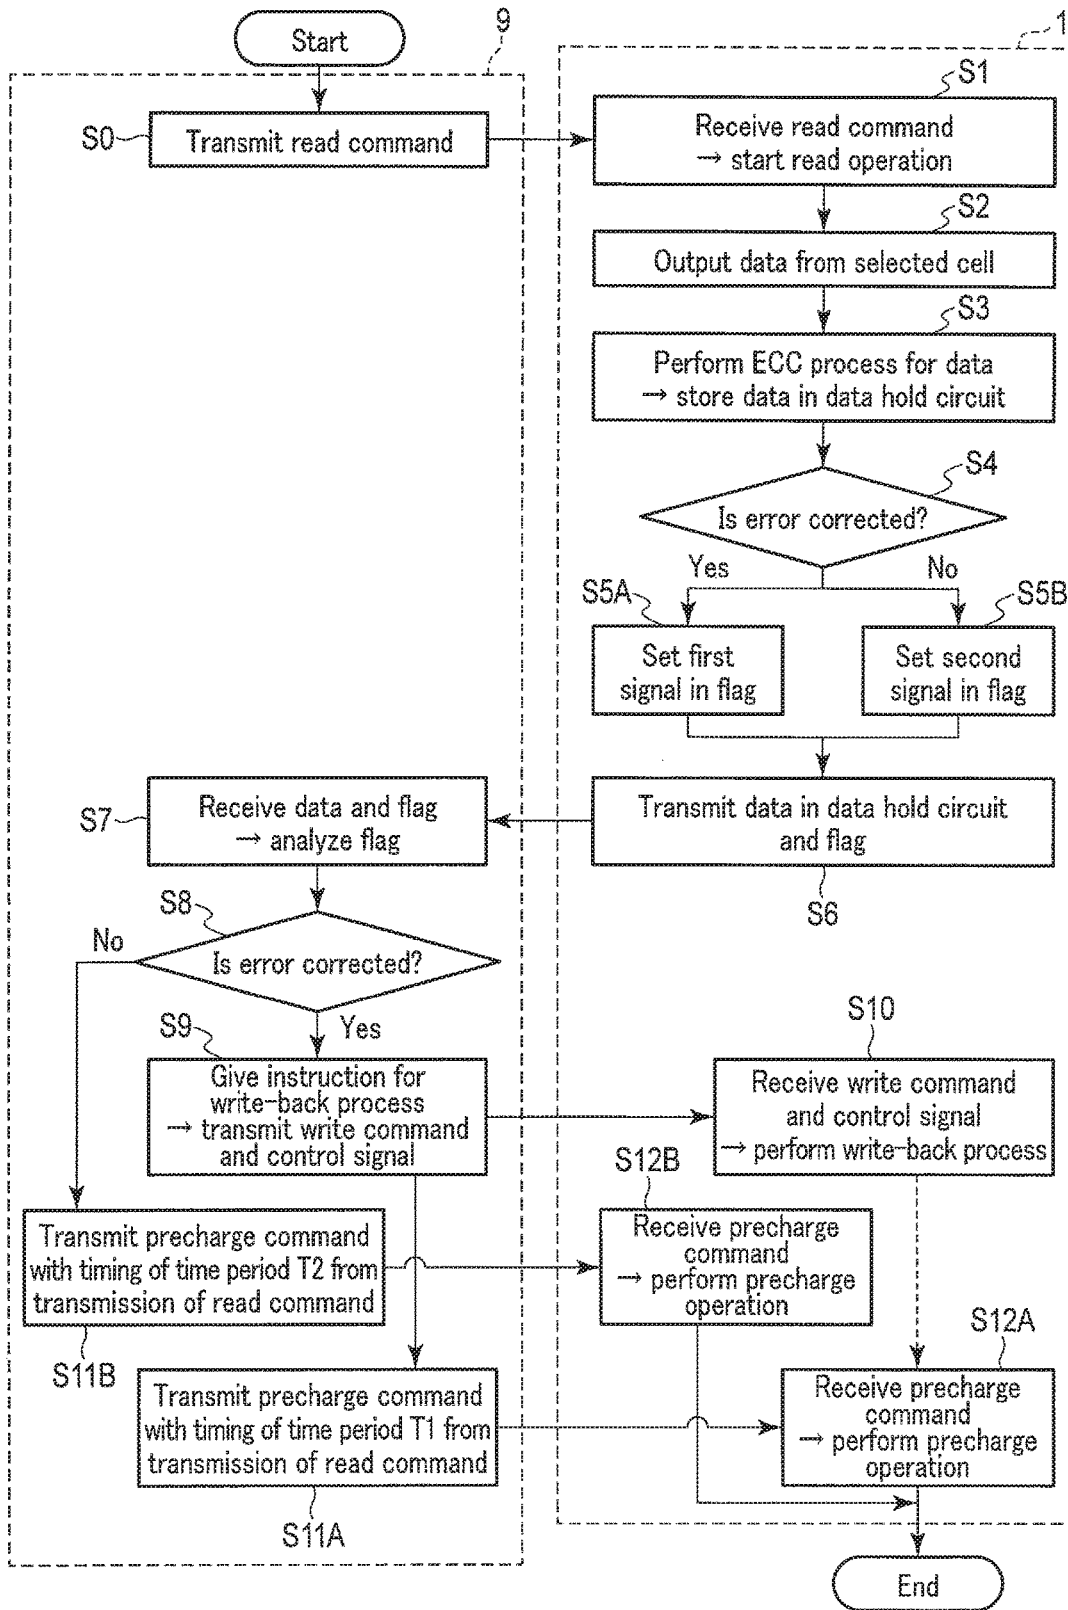 Start
9
1
S0
Transmit read command
S1
Receive read command
→ start read operation
S2
Output data from selected cell
S3
Perform ECC process for data
→ store data in data hold circuit
S4
Is error corrected?
Yes
No
S5A
Set first
signal in flag
S5B
Set second
signal in flag
S7
Receive data and flag
→ analyze flag
Transmit data in data hold circuit
and flag
S6
S8
No
Is error corrected?
Yes
S9
Give instruction for
write-back process
→ transmit write command
and control signal
S10
Receive write command
and control signal
→ perform write-back process
S12B
Transmit precharge command
with timing of time period T2 from
transmission of read command
S11B
Receive precharge
command
→ perform precharge
operation
S12A
Transmit precharge command
with timing of time period T1 from
transmission of read command
S11A
Receive precharge
command
→ perform precharge
operation
End